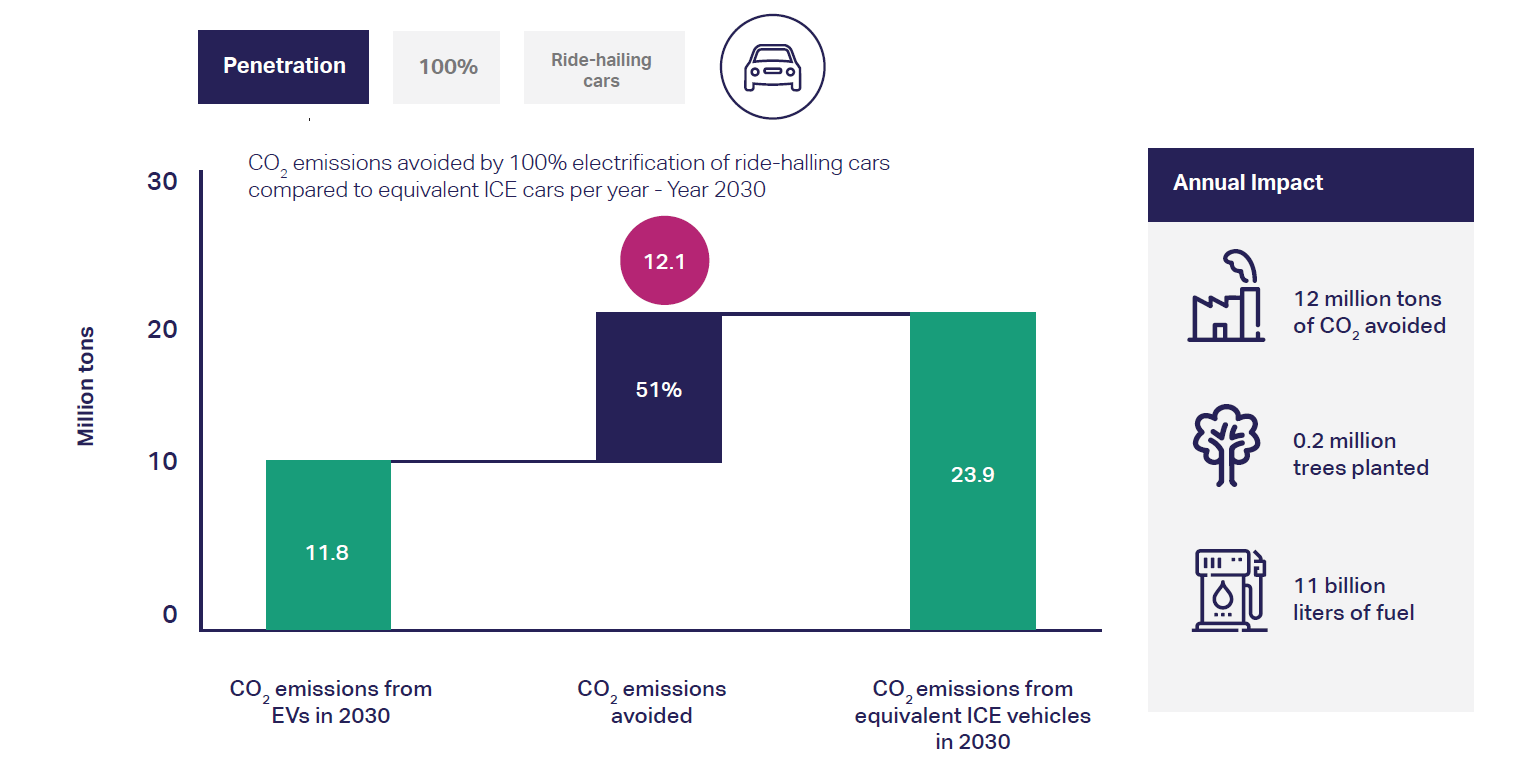 Penetration
100%
Ride-hailing
cars
CO2 emissions avoided by 100% electrification of ride-halling cars
compared to equivalent ICE cars per year - Year 2030
Million tons
30
20
10
0
12.1
51%
11.8
23.9
CO2 emissions from
EVs in 2030
CO2 emissions
avoided
CO2 emissions from
equivalent ICE vehicles
in 2030
Annual Impact
12 million tons
of CO2 avoided
0.2 million
trees planted
11 billion
liters of fuel